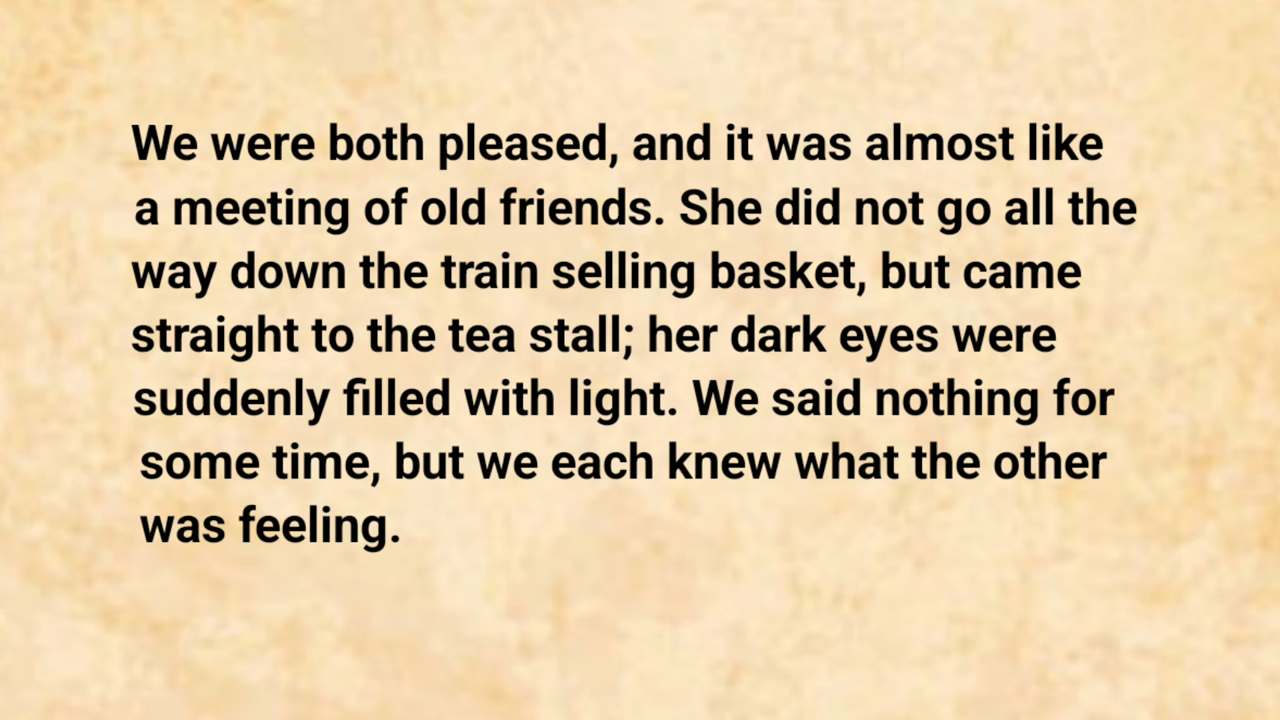 We were both pleased, and it was almost like
a meeting of old friends. She did not go all the
way down the train selling basket, but came
straight to the tea stall; her dark eyes were
suddenly filled with light. We said nothing for
some time, but we each knew what the other
was feeling.